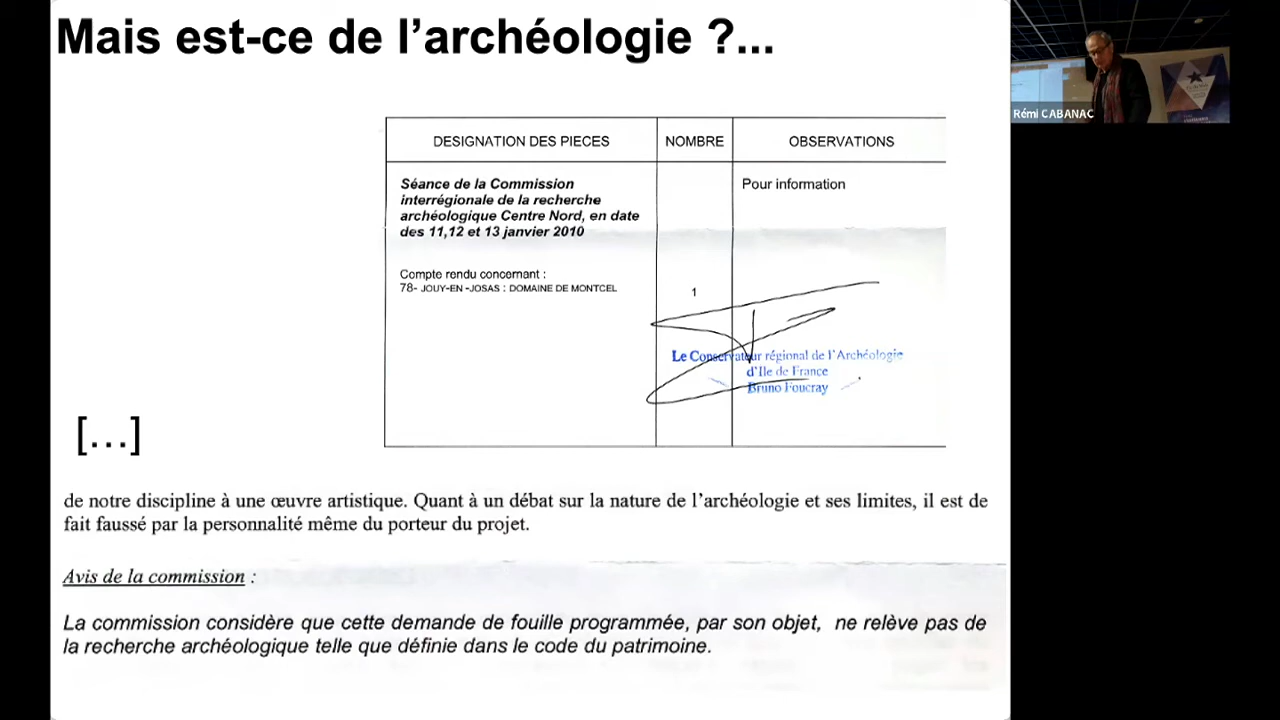 Mais est-ce de l’archéologie ?...
Rémi CABANAC
DESIGNATION DES PIECES
NOMBRE
OBSERVATIONS
Séance de la Commission
interrégionale de la recherche
archéologique Centre Nord, en date
des 11,12 et 13 janvier 2010
Pour information
Compte rendu concernant :
78- JOUY-EN -JOSAS : DOMAINE DE MONTCEL
1
Le Conservateur régional de l’Archéologie
d’Ile de France
Bruno Foucray
[…]
de notre discipline à une œuvre artistique. Quant à un débat sur la nature de l’archéologie et ses limites, il est de
fait faussé par la personnalité même du porteur du projet.
Avis de la commission :
La commission considère que cette demande de fouille programmée, par son objet, ne relève pas de
la recherche archéologique telle que définie dans le code du patrimoine.